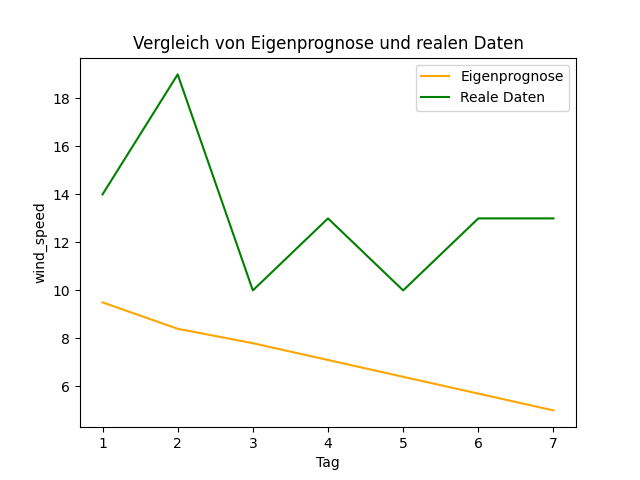 Vergleich von Eigenprognose und realen Daten
Eigenprognose
Reale Daten
18
16
14
12
10
8
6
wind_speed
1 2 3 4 5 6 7
Tag